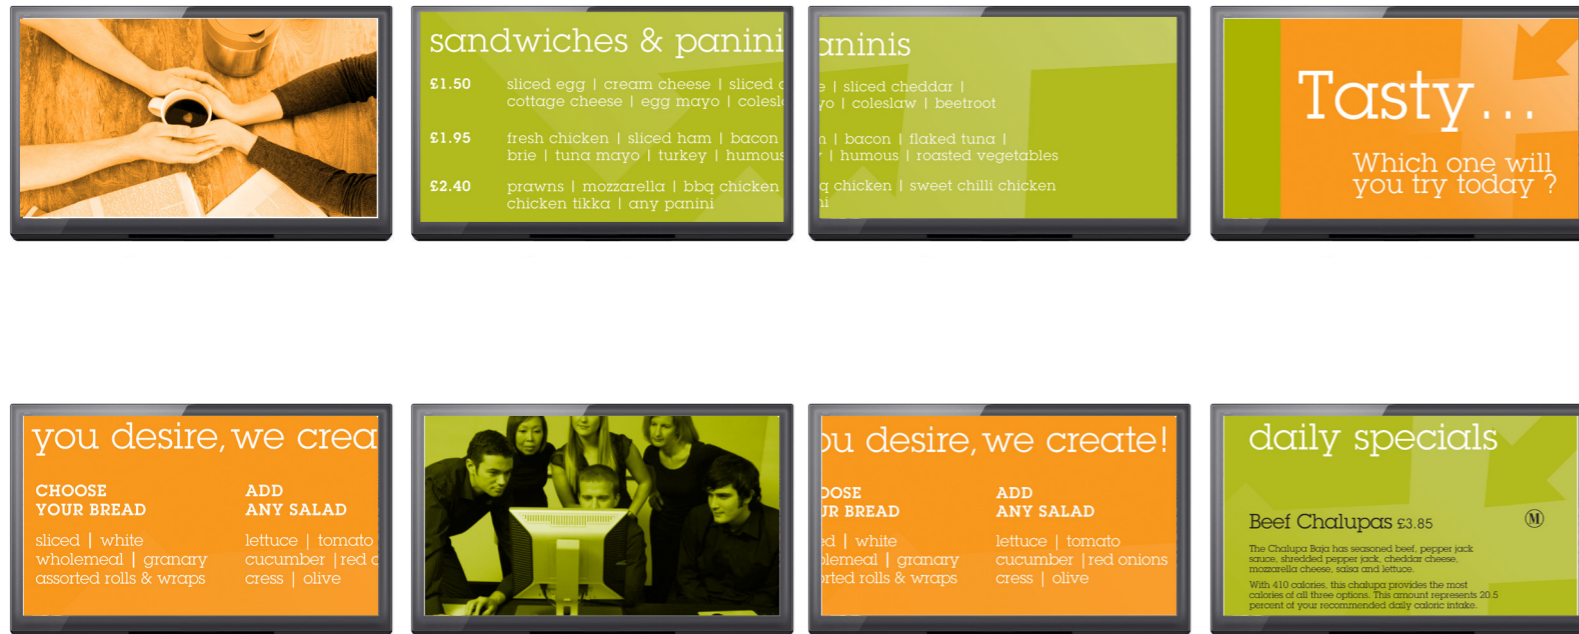 sandwiches & panini
£1.50 sliced egg | cream cheese | sliced
cottage cheese | egg mayo | colesl
£1.95 fresh chicken | sliced ham | bacon
brie | tuna mayo | turkey | humous
£2.40 prawns | mozzarella | bbq chicken
chicken tikka | any panini
aninis
| sliced cheddar |
yo | coleslaw | beetroot
| bacon | flaked tuna |
| humous | roasted vegetables
q chicken | sweet chilli chicken
ni
Tasty...
Which one will
you try today ?
you desire, we crea
CHOOSE
YOUR BREAD
sliced | white
wholemeal | granary
assorted rolls & wraps
ADD
ANY SALAD
lettuce | tomato
cucumber |red
cress | olive
ou desire, we create!
OOSE
UR BREAD
ed | white
olemeal | granary
orted rolls & wraps
ADD
ANY SALAD
lettuce | tomato
cucumber |red onions
cress | olive
daily specials
Beef Chalupas £3.85
M
The Chalupa Baja has seasoned beef, pepper jack
sauce, shredded pepper jack, cheddar cheese,
mozzarella cheese, salsa and lettuce.
With 410 calories, this chalupa provides the most
calories of all three options. This amount represents 20.5
percent of your recommended daily caloric intake.